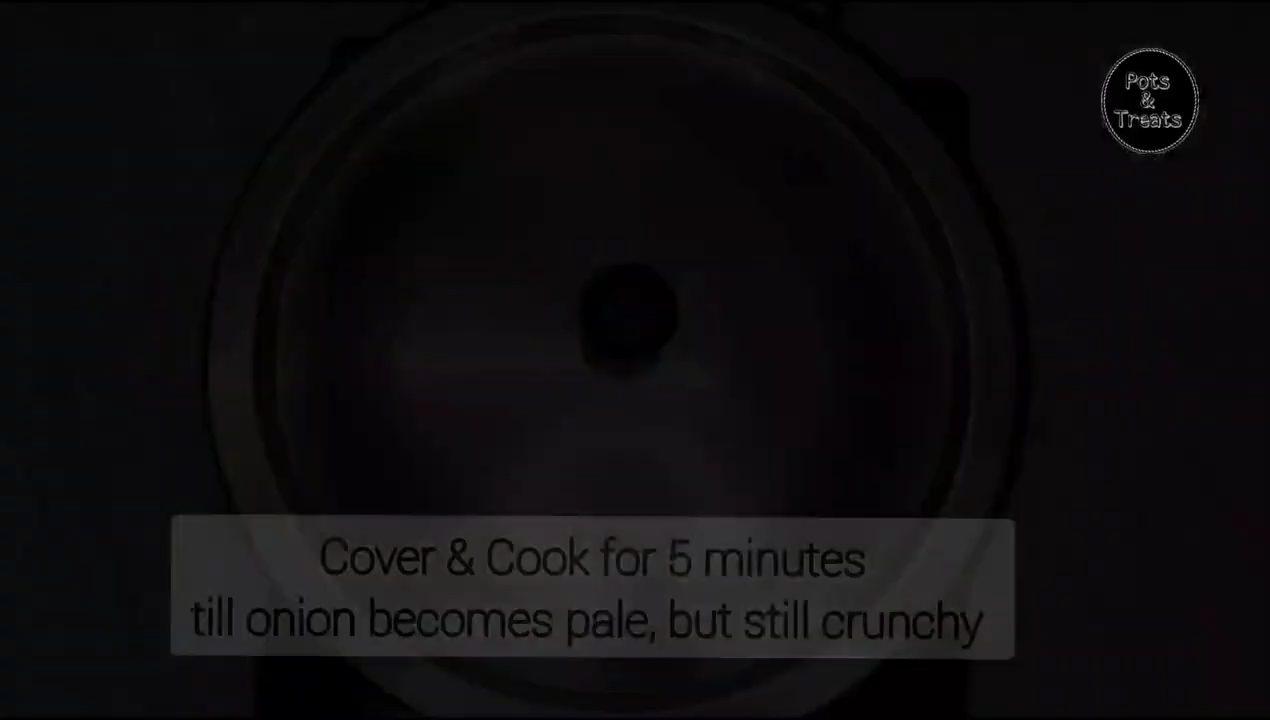 Pots
&
Treats
Cover & Cook for 5 minutes
till onion becomes pale, but still crunchy